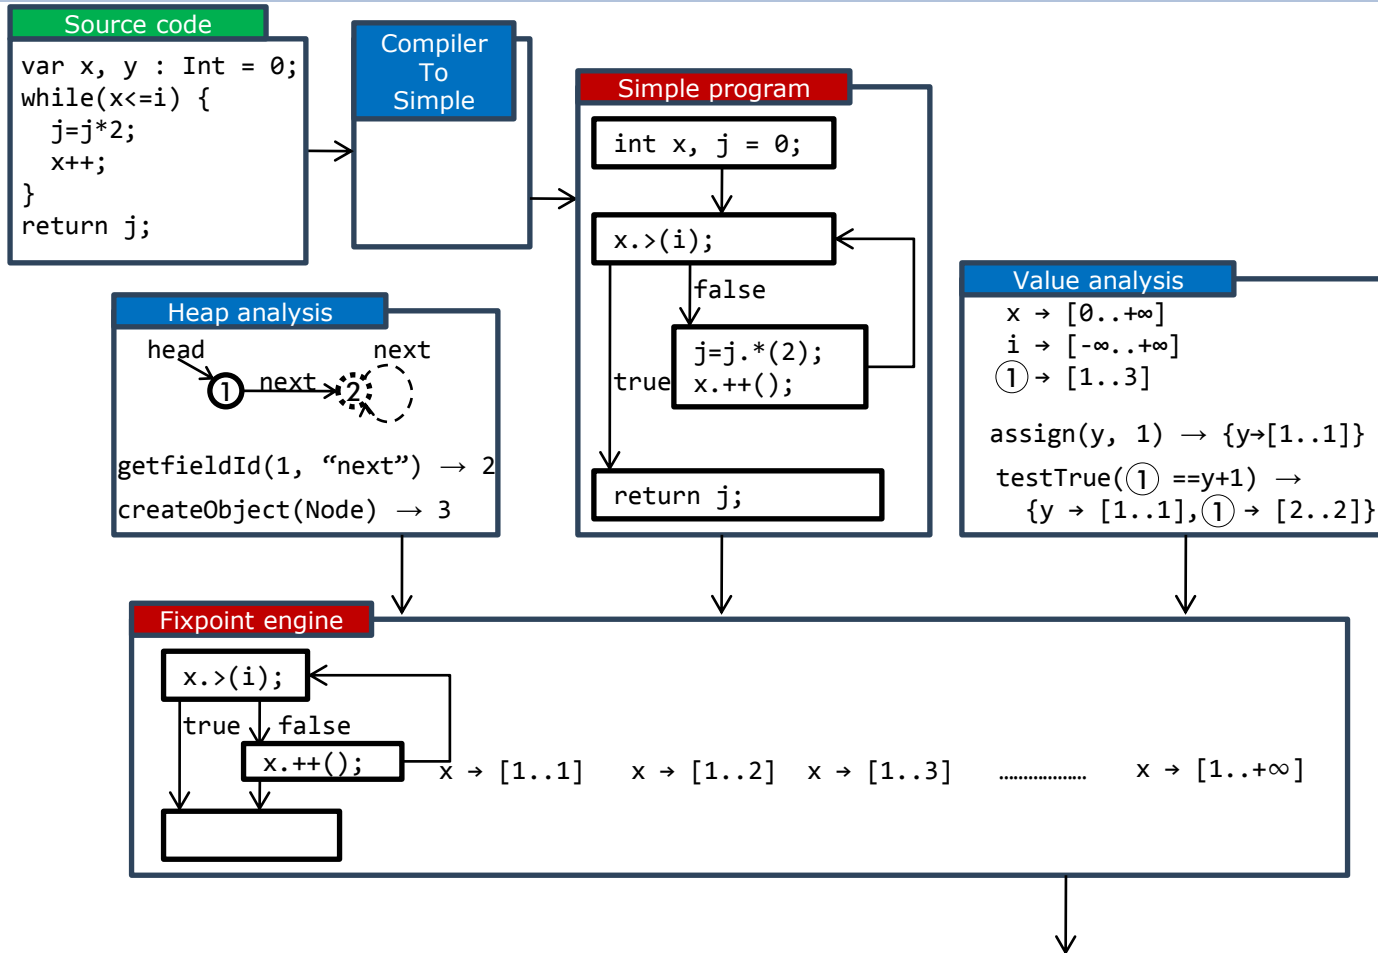 Source code
var x, y : Int = 0;
while(x<=i) {
j=j*2;
x++;
}
return j;
Compiler
To
Simple
Simple program
int x, j = 0;
x.>(i);
false
j=j.*(2);
x.++();
true
return j;
Heap analysis
head
next
1
next
2
getfieldId(1, “next”) → 2
createObject(Node) → 3
Value analysis
x → [0..+∞]
i → [-∞..+∞]
① → [1..3]
assign(y, 1) → {y→[1..1]}
testTrue(① ==y+1) →
{y → [1..1],① → [2..2]}
Fixpoint engine
x.>(i);
true
false
x.++();
x → [1..1]
x → [1..2]
x → [1..3]
………………
x → [1..+∞]